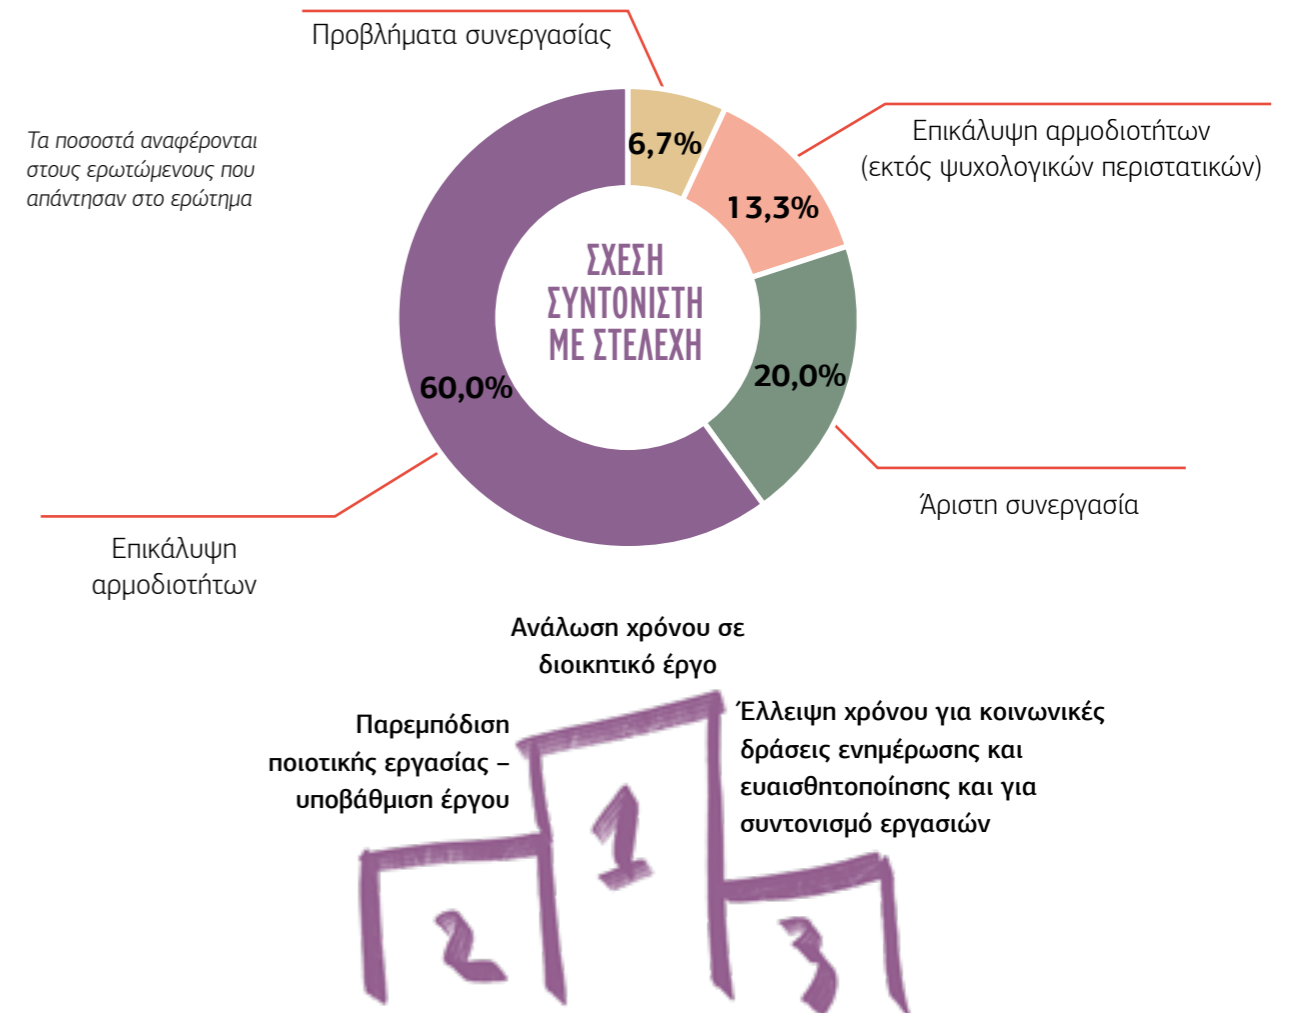 Προβλήματα συνεργασίας
Τα ποσοστά αναφέρονται
στους ερωτώμενους που
απάντησαν στο ερώτημα
Επικάλυψη αρμοδιοτήτων
(εκτός ψυχολογικών περιστατικών)
6,7%
13,3%
ΣΧΕΣΗ
ΣΥΝΤΟΝΙΣΤΗ
ΜΕ ΣΤΕΛΕΧΗ
20,0%
60,0%
Άριστη συνεργασία
Επικάλυψη
αρμοδιοτήτων
Ανάλωση χρόνου σε
διοικητικό έργο
Παρεμπόδιση
ποιοτικής εργασίας –
υποβάθμιση έργου
Έλλειψη χρόνου για κοινωνικές
δράσεις ενημέρωσης και
ευαισθητοποίησης και για
συντονισμό εργασιών
1
2
3